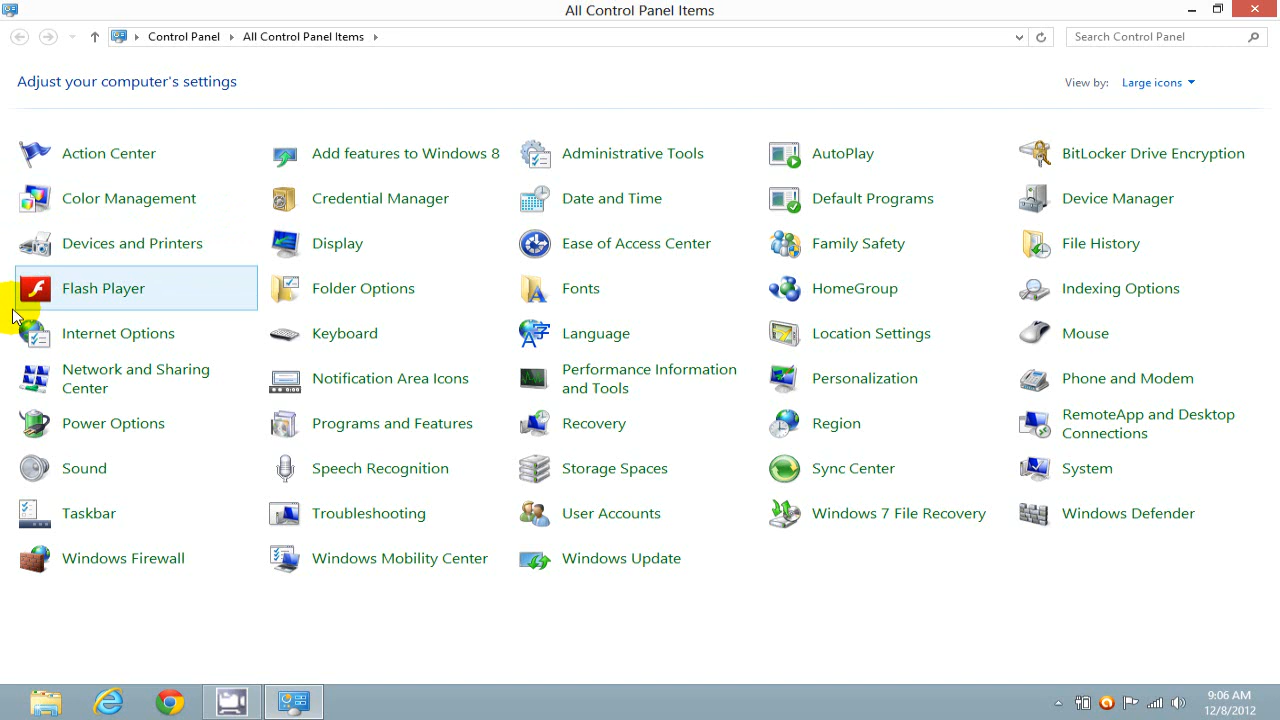 All Control Panel Items
Control Panel All Control Panel Items
Search Control Panel
Adjust your computer's settings
View by: Large icons
Action Center
Add features to Windows 8
Administrative Tools
AutoPlay
BitLocker Drive Encryption
Color Management
Credential Manager
Date and Time
Default Programs
Device Manager
Devices and Printers
Display
Ease of Access Center
Family Safety
File History
Flash Player
Folder Options
Fonts
HomeGroup
Indexing Options
Internet Options
Keyboard
Language
Location Settings
Mouse
Network and Sharing
Center
Notification Area Icons
Performance Information
and Tools
Personalization
Phone and Modem
Power Options
Programs and Features
Recovery
Region
RemoteApp and Desktop
Connections
Sound
Speech Recognition
Storage Spaces
Sync Center
System
Taskbar
Troubleshooting
User Accounts
Windows 7 File Recovery
Windows Defender
Windows Firewall
Windows Mobility Center
Windows Update
9:06 AM
12/8/2012